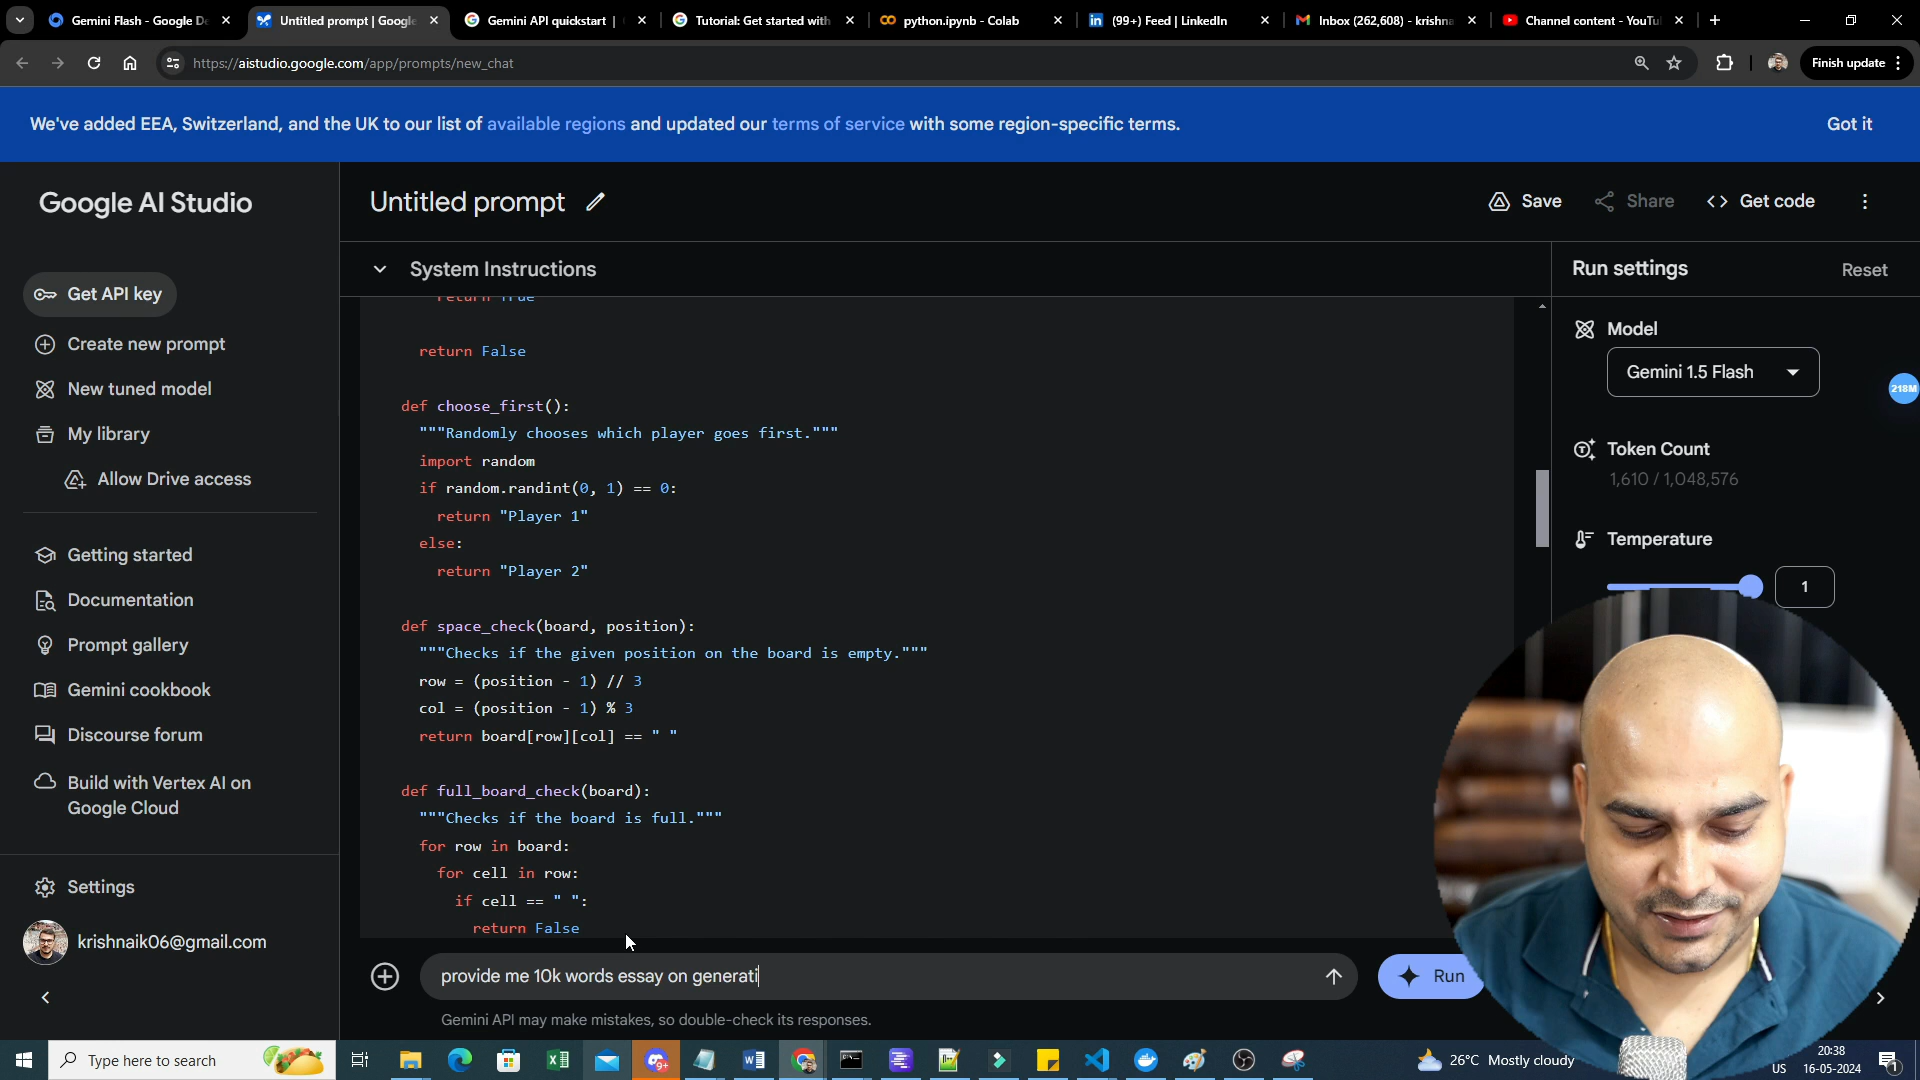 Gemini Flash - Google De
Untitled prompt | Google
Gemini API quickstart |
Tutorial: Get started with
python.ipynb - Colab
(99+) Feed | LinkedIn
Inbox (262,608) - krishna
Channel content - YouTu
https://aistudio.google.com/app/prompts/new_chat
Finish update
We've added EEA, Switzerland, and the UK to our list of available regions and updated our terms of service with some region-specific terms.
Got it
Google AI Studio
Untitled prompt
Save
Share
Get code
System Instructions
Run settings
Reset
Get API key
Create new prompt
New tuned model
My library
Allow Drive access
Getting started
Documentation
Prompt gallery
Gemini cookbook
Discourse forum
Build with Vertex AI on
Google Cloud
Settings
krishnaik06@gmail.com
return True
return False
def choose_first():
"""Randomly chooses which player goes first."""
import random
if random.randint(0, 1) == 0:
return "Player 1"
else:
return "Player 2"
def space_check(board, position):
"""Checks if the given position on the board is empty."""
row = (position - 1) // 3
col = (position - 1) % 3
return board[row][col] == " "
def full_board_check(board):
"""Checks if the board is full."""
for row in board:
for cell in row:
if cell == " ":
return False
Model
Gemini 1.5 Flash
218M
Token Count
1,610 / 1,048,576
Temperature
1
provide me 10k words essay on generati
Run
Gemini API may make mistakes, so double-check its responses.
Type here to search
9+
26°C Mostly cloudy
US
20:38
16-05-2024
1